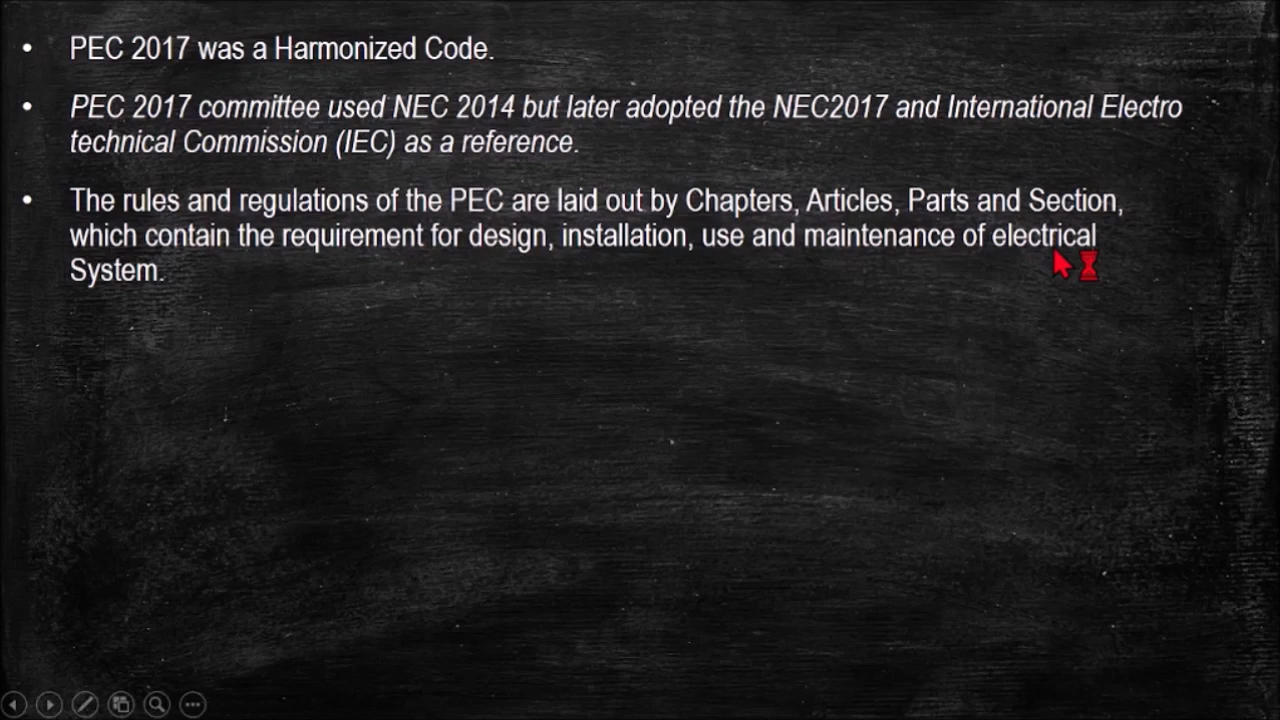 • PEC 2017 was a Harmonized Code.
• PEC 2017 committee used NEC 2014 but later adopted the NEC2017 and International Electro
technical Commission (IEC) as a reference.
• The rules and regulations of the PEC are laid out by Chapters, Articles, Parts and Section,
which contain the requirement for design, installation, use and maintenance of electrical
System.